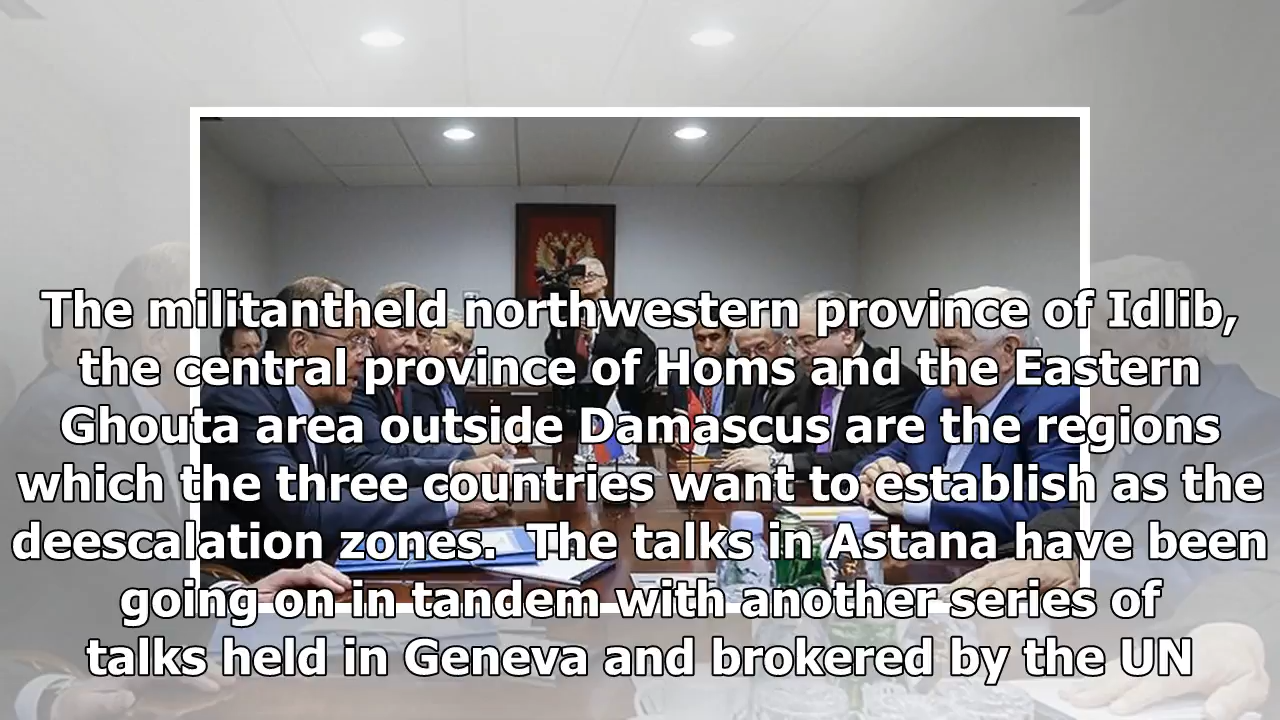 The militantheld northwestern province of Idlib,
the central province of Homs and the Eastern
Ghouta area outside Damascus are the regions
which the three countries want to establish as the
deescalation zones.  The talks in Astana have been
going on in tandem with another series of
talks held in Geneva and brokered by the UN